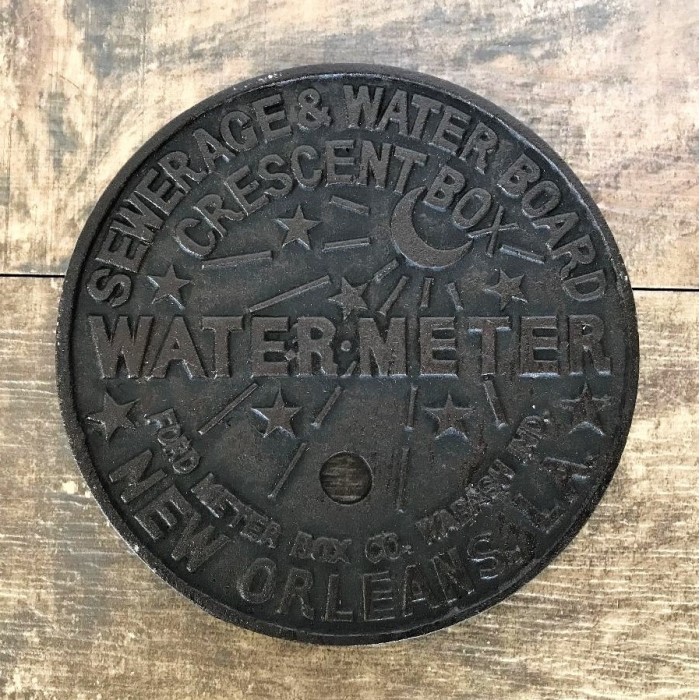 SEWERAGE & WATER BOARD
CRESCENT BOX
WATER·METER
FORD METER BOX CO. WABASH IND.
NEW ORLEANS, LA.